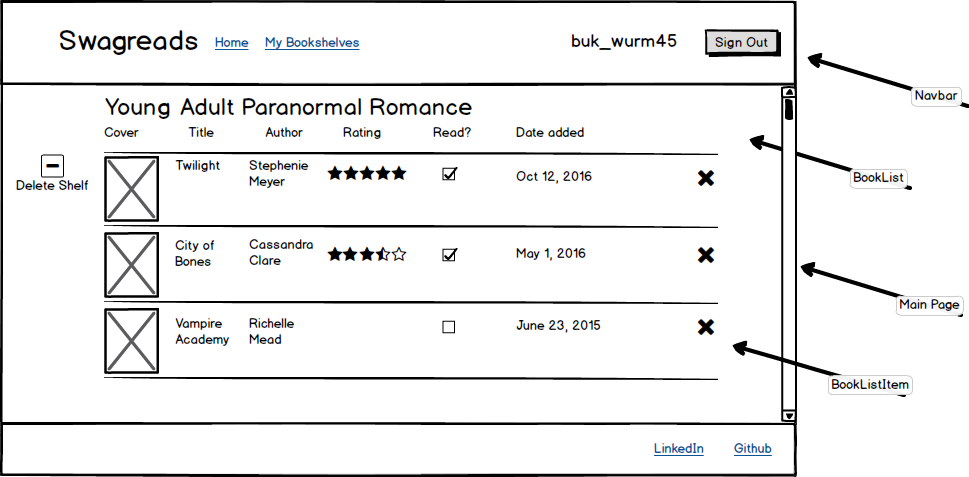 Swagreads Home My Bookshelves buk_wurm45 Sign Out
Navbar
Young Adult Paranormal Romance
Cover Title Author Rating Read? Date added
BookList
Delete Shelf
Twilight Stephenie Oct 12, 2016
Meyer
City of Cassandra May 1, 2016
Bones Clare
Main Page
Vampire Richelle June 23, 2015
Academy Mead
BookListItem
LinkedIn Github